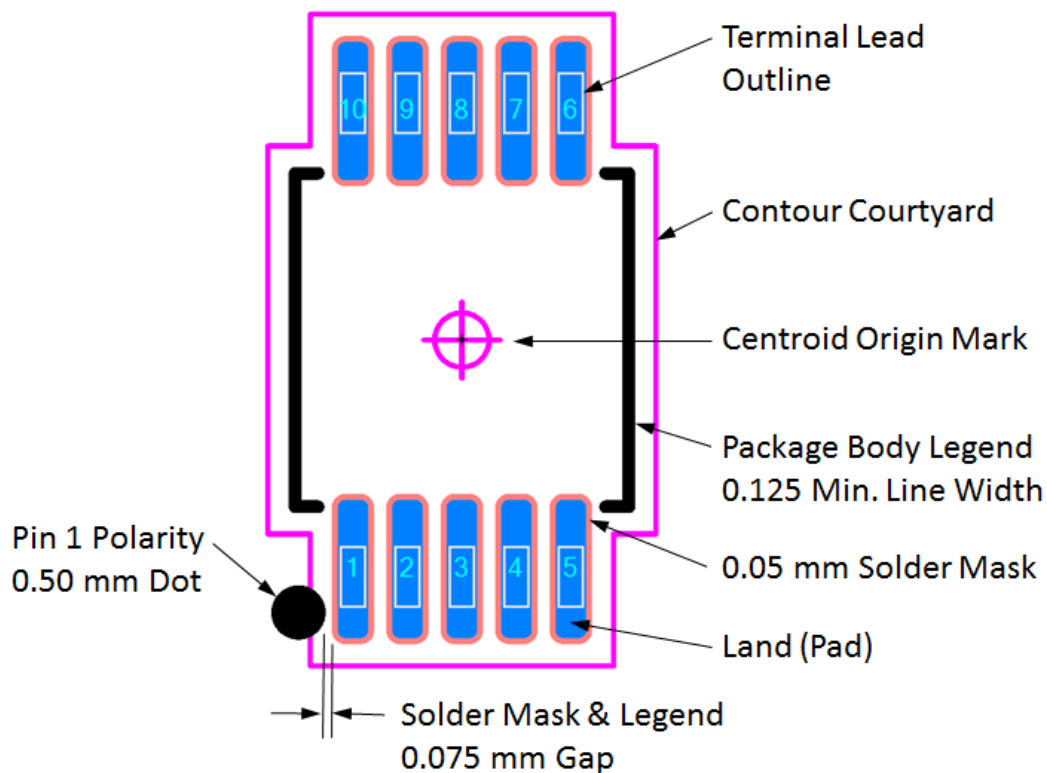 Terminal Lead
Outline
10 9 8 7 6
Contour Courtyard
Centroid Origin Mark
Package Body Legend
0.125 Min. Line Width
Pin 1 Polarity
0.50 mm Dot
1 2 3 4 5
0.05 mm Solder Mask
Land (Pad)
Solder Mask & Legend
0.075 mm Gap